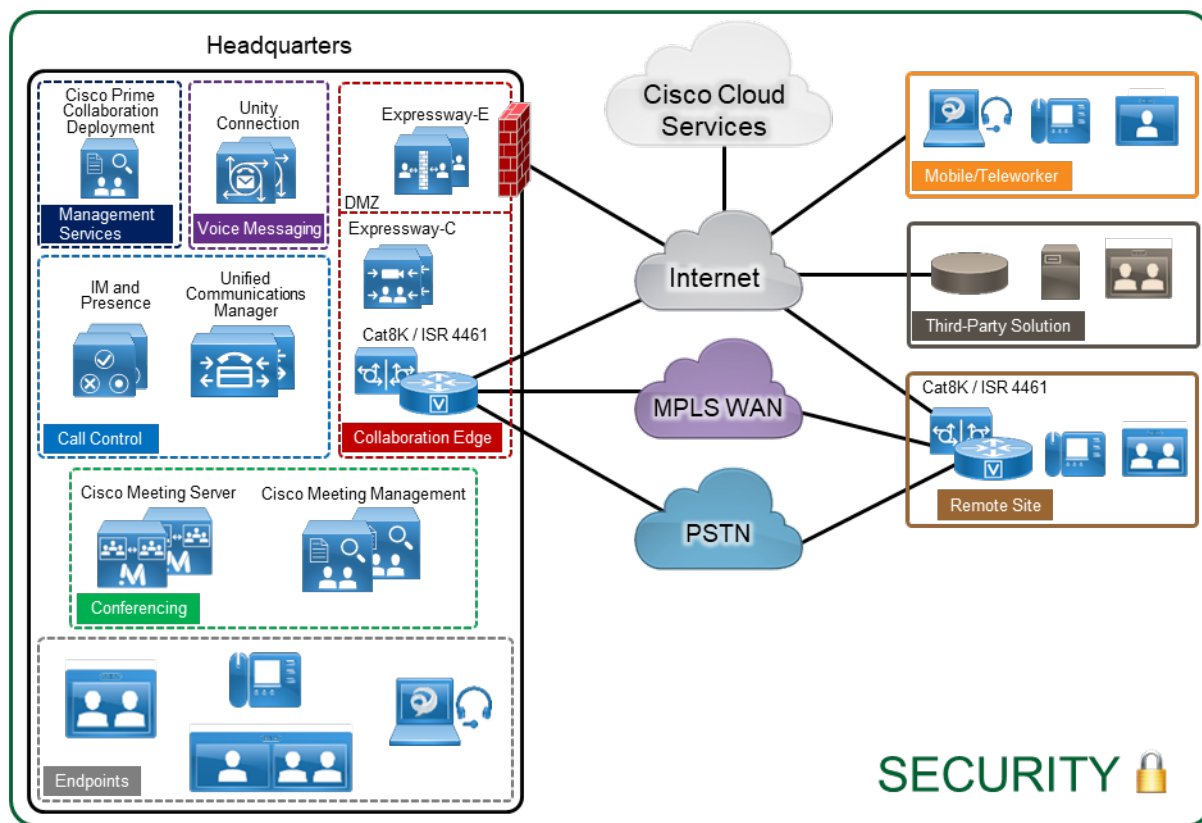 Headquarters
Cisco Prime
Collaboration
Deployment
Management
Services
Unity
Connection
Voice Messaging
Expressway-E
DMZ
Expressway-C
Cat8K / ISR 4461
Collaboration Edge
IM and
Presence
Unified
Communications
Manager
Call Control
Cisco Meeting Server
Cisco Meeting Management
Conferencing
Endpoints
Cisco Cloud
Services
Internet
MPLS WAN
PSTN
Mobile/Teleworker
Third-Party Solution
Cat8K / ISR 4461
Remote Site
V
V
M
M
SECURITY